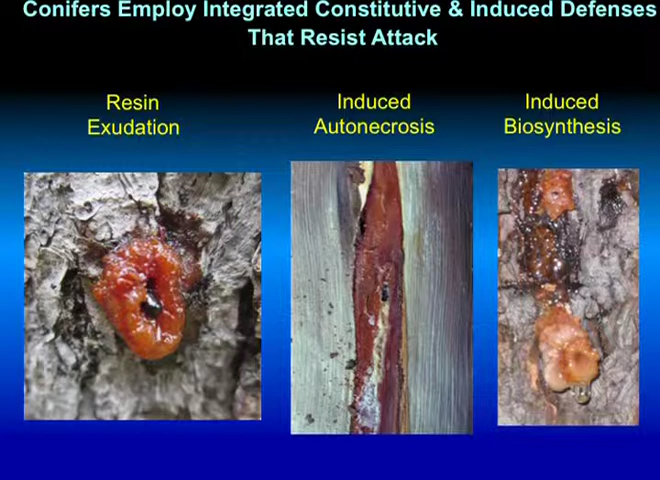 Conifers Employ Integrated Constitutive & Induced Defenses
That Resist Attack
Resin
Exudation
Induced
Autonecrosis
Induced
Biosynthesis